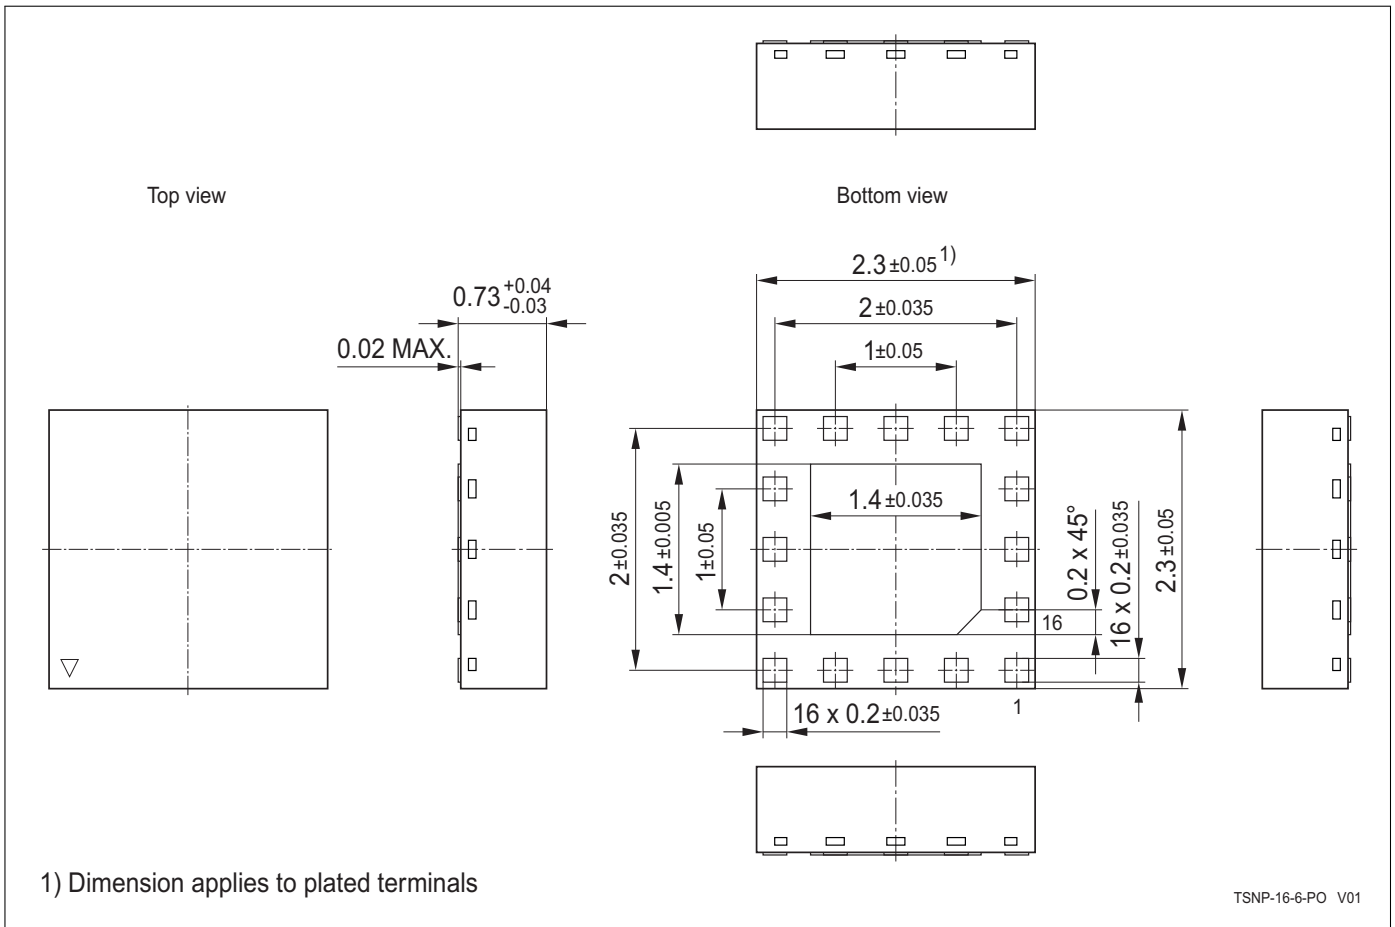 Top view
Bottom view
2.3 ±0.05 1)
0.73 +0.04 -0.03
2 ±0.035
0.02 MAX.
1 ±0.05
2 ±0.035
1.4 ±0.005
1 ±0.05
1.4 ±0.035
0.2 x 45°
16 x 0.2 ±0.035
2.3 ±0.05
16
16 x 0.2 ±0.035
1
1) Dimension applies to plated terminals
TSNP-16-6-PO V01